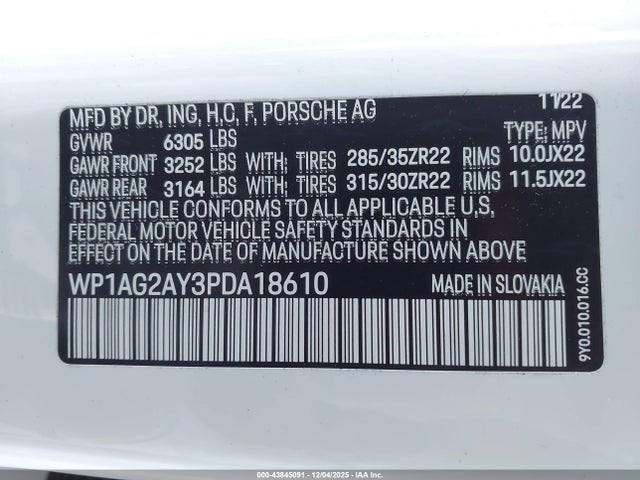 MFD BY DR, ING, H,C, F, PORSCHE AG 11/22
GVWR 6305 LBS TYPE: MPV
GAWR FRONT 3252 LBS WITH: TIRES 285/35ZR22 RIMS 10.0JX22
GAWR REAR 3164 LBS WITH: TIRES 315/30ZR22 RIMS 11.5JX22
THIS VEHICLE CONFORMS TO ALL APPLICABLE U,S,
FEDERAL MOTOR VEHICLE SAFETY STANDARDS IN
EFFECT ON THE DATE OF MANUFACTURE SHOWN ABOVE
WP1AG2AY3PDA18610 MADE IN SLOVAKIA
9Y0.010.016.CC
000-43845091 - 12/04/2025 - IAAI.COM